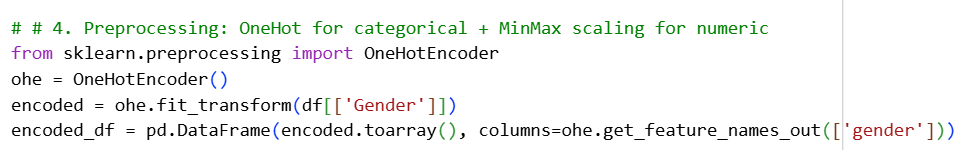 # # 4. Preprocessing: OneHot for categorical + MinMax scaling for numeric
from sklearn.preprocessing import OneHotEncoder
ohe = OneHotEncoder()
encoded = ohe.fit_transform(df[['Gender']])
encoded_df = pd.DataFrame(encoded.toarray(), columns=ohe.get_feature_names_out(['gender']))